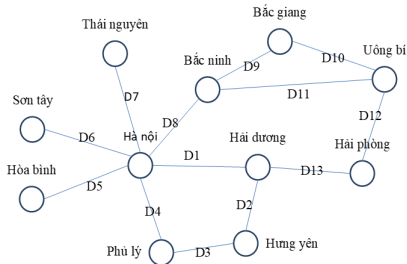 Bắc giang
Thái nguyên
D10
Uông bí
Bắc ninh
D9
D11
D7
Sơn tây
D8
D12
D6
Hà nội
Hải dương
Hải phòng
Hòa bình
D1
D13
D5
D4
D2
Phủ lý
D3
Hưng yên